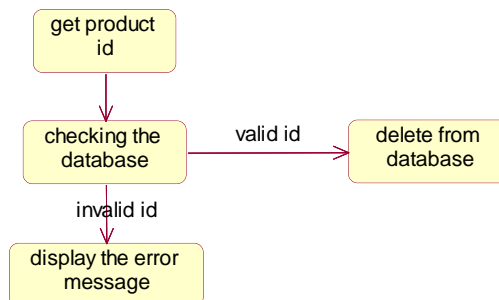 get product
id
checking the
database
valid id
delete from
database
invalid id
display the error
message